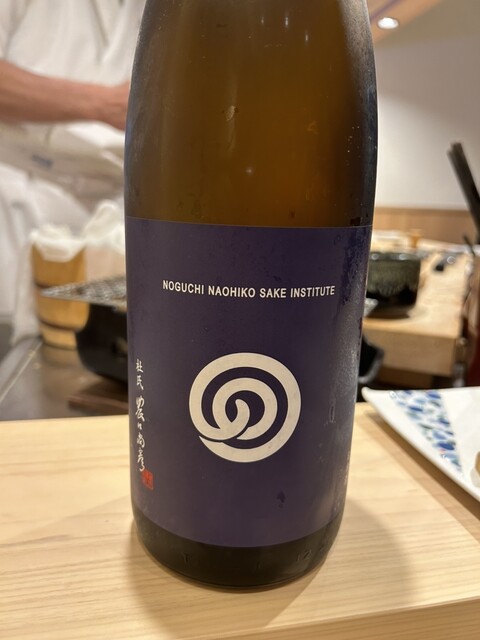 NOGUCHI NAOHIKO SAKE INSTITUTE
杜氏 農口尚彦